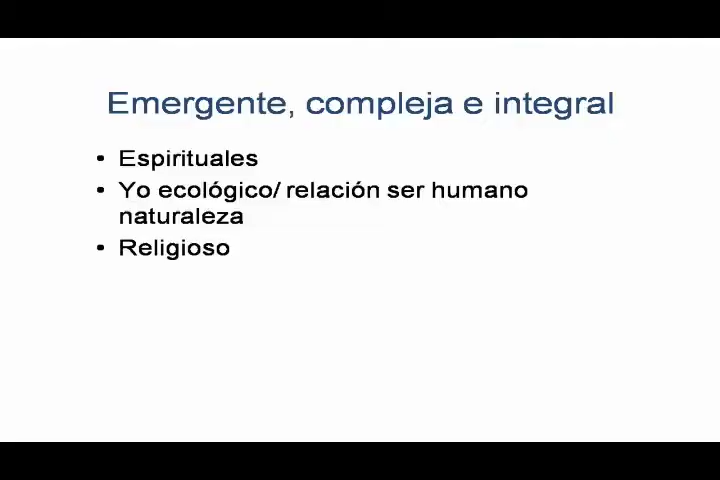 Emergente, compleja e integral
• Espirituales
• Yo ecológico/ relación ser humano
naturaleza
• Religioso